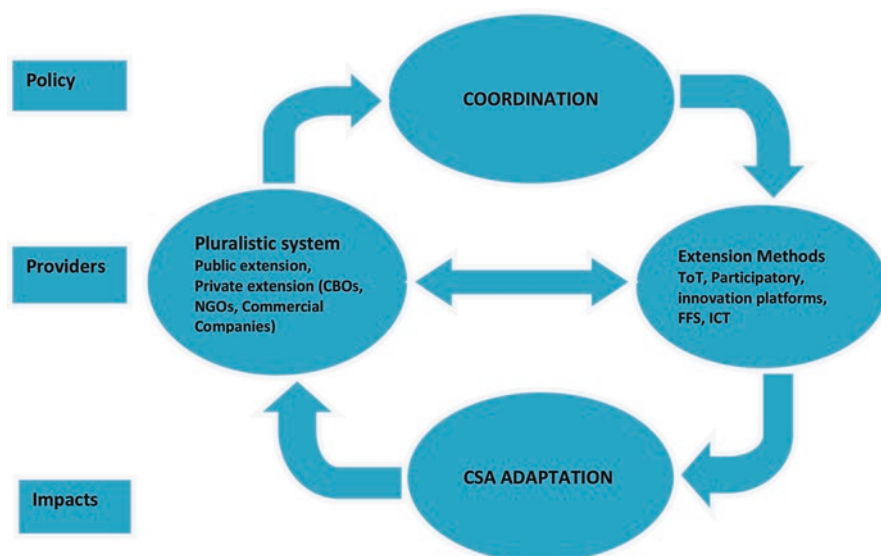 Policy
COORDINATION
Providers
Pluralistic system
Public extension,
Private extension (CBOs,
NGOs, Commercial
Companies)
Extension Methods
ToT, Participatory,
innovation platforms,
FFS, ICT
Impacts
CSA ADAPTATION